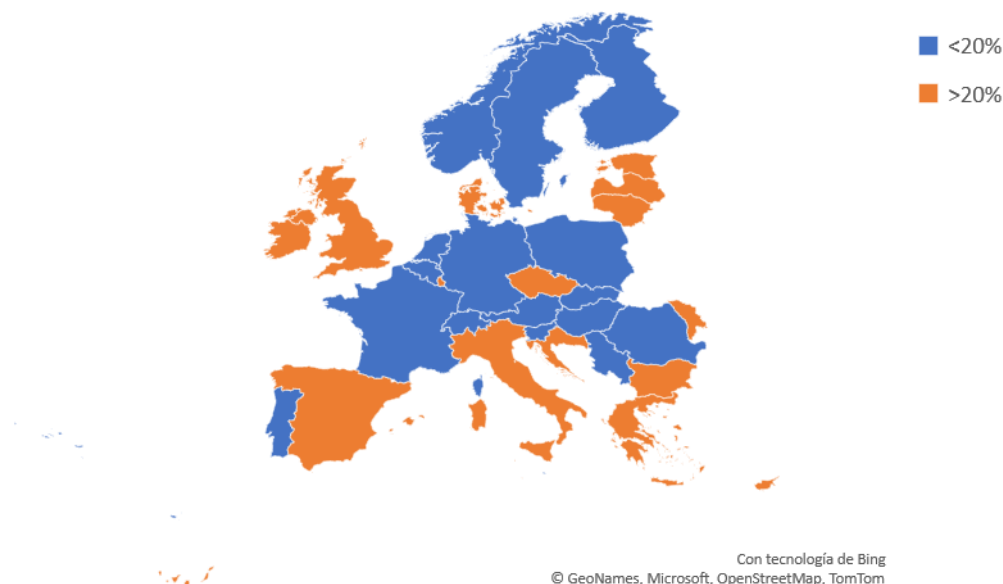 <20%
>20%
Con tecnología de Bing
© GeoNames, Microsoft, OpenStreetMap, TomTom